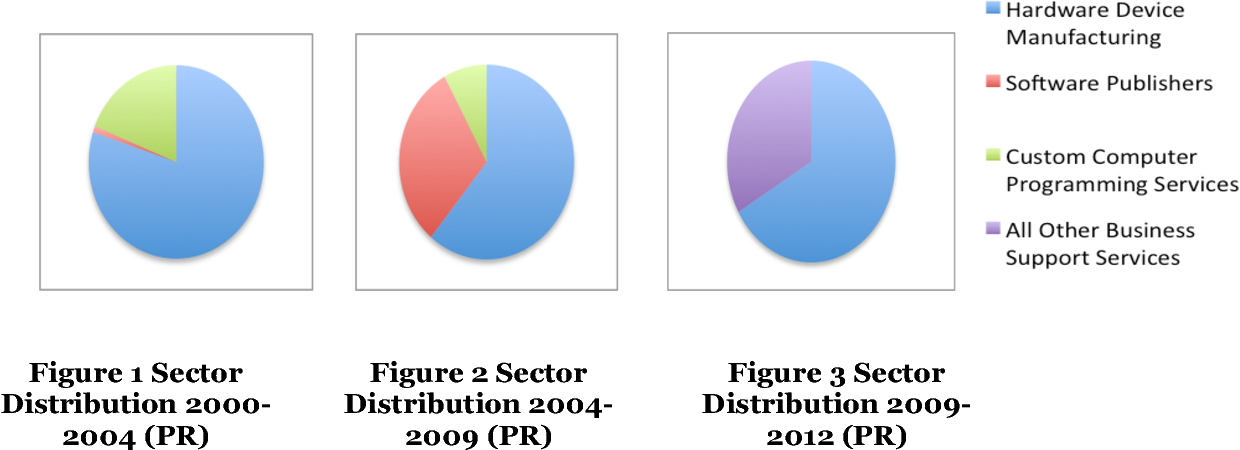 Hardware Device
Manufacturing
Software Publishers
Custom Computer
Programming Services
All Other Business
Support Services
Figure 1 Sector
Distribution 2000-
2004 (PR)
Figure 2 Sector
Distribution 2004-
2009 (PR)
Figure 3 Sector
Distribution 2009-
2012 (PR)